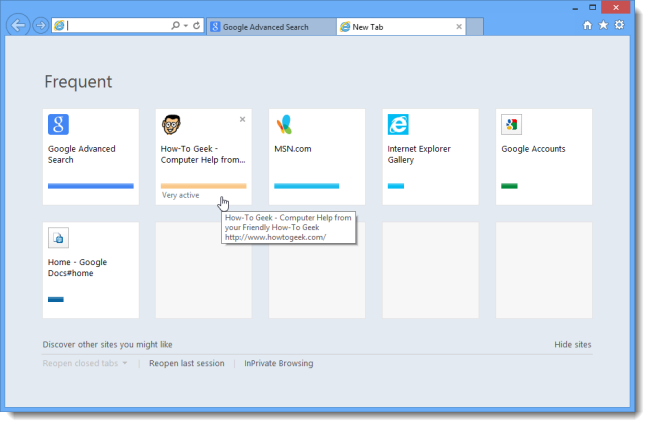 Google Advanced Search
New Tab
Frequent
Google Advanced
Search
How-To Geek -
Computer Help from...
Very active
MSN.com
Internet Explorer
Gallery
Google Accounts
How-To Geek - Computer Help from
your Friendly How-To Geek
http://www.howtogeek.com/
Home - Google
Docs#home
Discover other sites you might like
Hide sites
Reopen closed tabs
Reopen last session
InPrivate Browsing